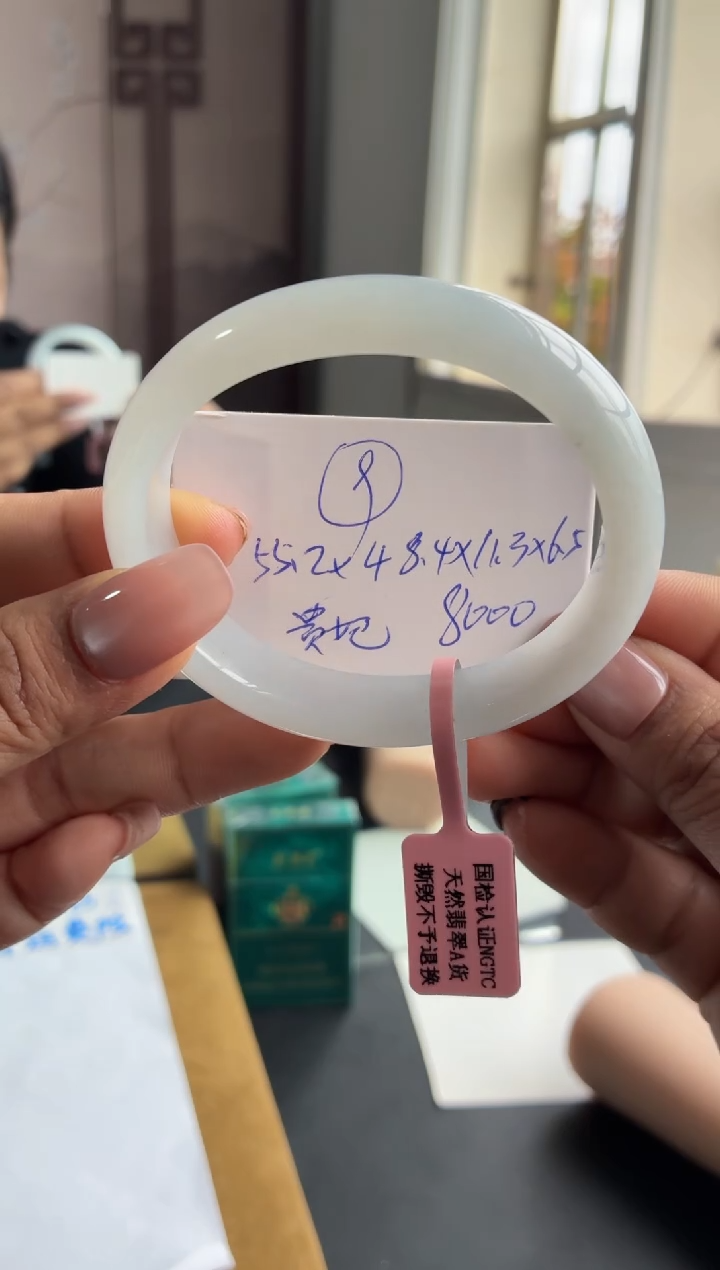 8
55.2x48.4x11.3x6.5
贵妃 8000
国检认证NGTC
天然翡翠A货
撕毁不予退换